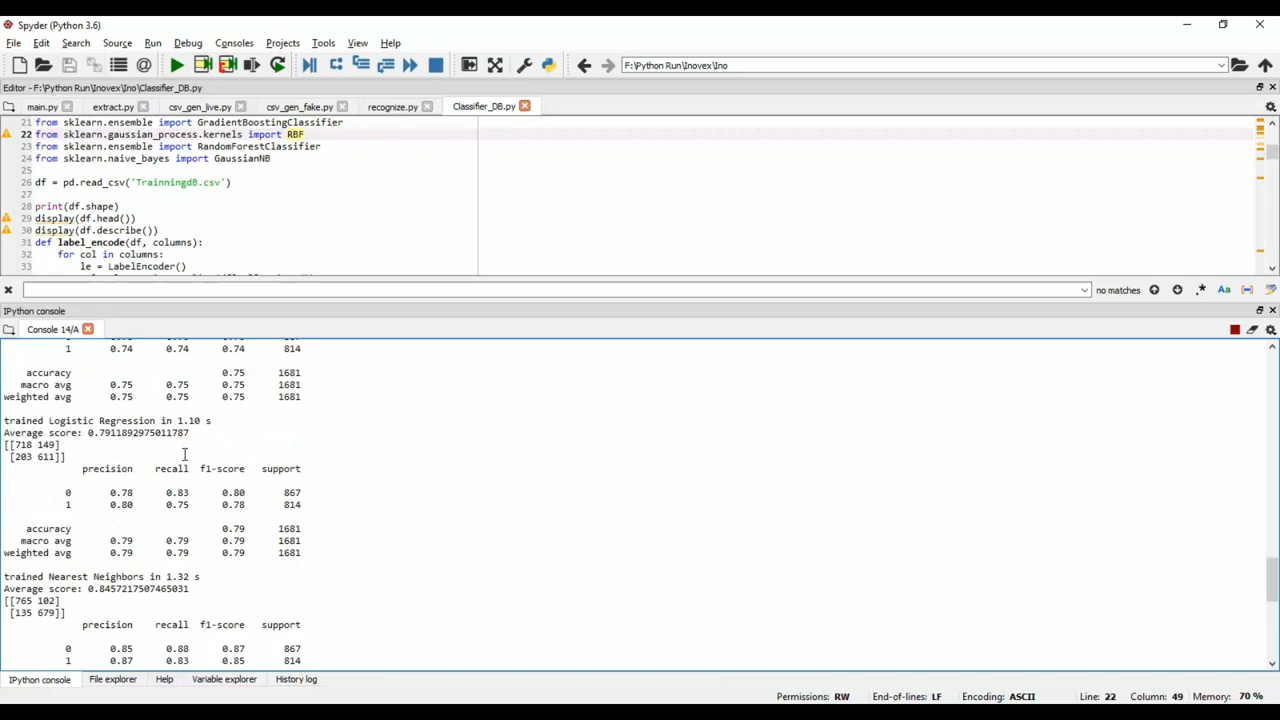 Spyder (Python 3.6)
File Edit Search Source Run Debug Consoles Projects Tools View Help
F:\Python Run\Inovex\Ino
Editor - F:\Python Run\Inovex\Ino\Classifier_DB.py
main.py extract.py csv_gen_live.py csv_gen_fake.py recognize.py Classifier_DB.py
21 from sklearn.ensemble import GradientBoostingClassifier
22 from sklearn.gaussian_process.kernels import RBF
23 from sklearn.ensemble import RandomForestClassifier
24 from sklearn.naive_bayes import GaussianNB
25
26 df = pd.read_csv('TrainningdB.csv')
27
28 print(df.shape)
29 display(df.head())
30 display(df.describe())
31 def label_encode(df, columns):
32 for col in columns:
33 le = LabelEncoder()
no matches .* Aa
IPython console
Console 14/A
1 0.74 0.74 0.74 814
accuracy 0.75 1681
macro avg 0.75 0.75 0.75 1681
weighted avg 0.75 0.75 0.75 1681
trained Logistic Regression in 1.10 s
Average score: 0.7911892975011787
[[718 149]
[203 611]]
precision recall f1-score support
0 0.78 0.83 0.80 867
1 0.80 0.75 0.78 814
accuracy 0.79 1681
macro avg 0.79 0.79 0.79 1681
weighted avg 0.79 0.79 0.79 1681
trained Nearest Neighbors in 1.32 s
Average score: 0.8457217507465031
[[765 102]
[135 679]]
precision recall f1-score support
0 0.85 0.88 0.87 867
1 0.87 0.83 0.85 814
IPython console File explorer Help Variable explorer History log
Permissions: RW End-of-lines: LF Encoding: ASCII Line: 22 Column: 49 Memory: 70 %